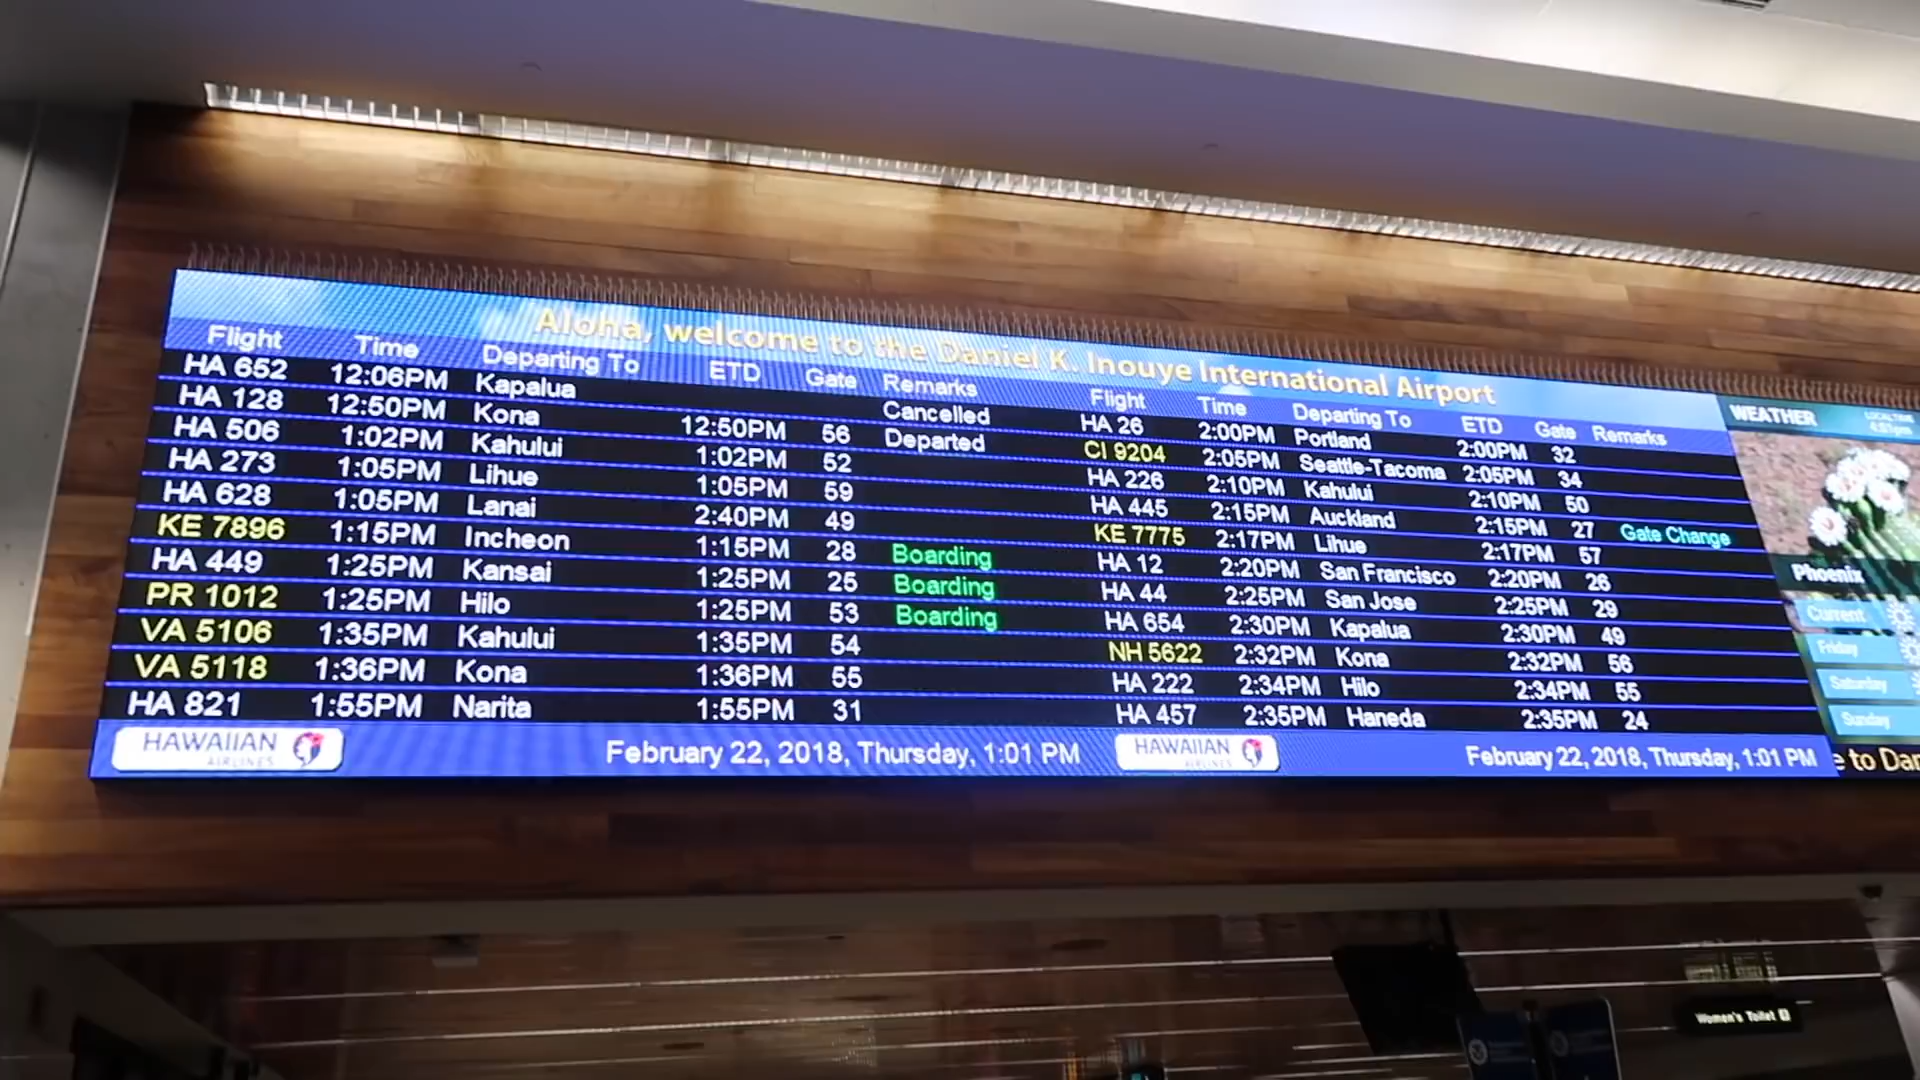 Aloha, welcome to the Daniel K. Inouye International Airport
Flight Time Departing To ETD Gate Remarks
HA 652 12:06PM Kapalua Cancelled
HA 128 12:50PM Kona 12:50PM 56 Departed
HA 506 1:02PM Kahului 1:02PM 52
HA 273 1:05PM Lihue 1:05PM 59
HA 628 1:05PM Lanai 2:40PM 49
KE 7896 1:15PM Incheon 1:15PM 28 Boarding
HA 449 1:25PM Kansai 1:25PM 25 Boarding
PR 1012 1:25PM Hilo 1:25PM 53 Boarding
VA 5106 1:35PM Kahului 1:35PM 54
VA 5118 1:36PM Kona 1:36PM 55
HA 821 1:55PM Narita 1:55PM 31
HAWAIIAN
AIRLINES
February 22, 2018, Thursday, 1:01 PM
Flight Time Departing To ETD Gate Remarks
HA 26 2:00PM Portland 2:00PM 32
CI 9204 2:05PM Seattle-Tacoma 2:05PM 34
HA 226 2:10PM Kahului 2:10PM 50
HA 445 2:15PM Auckland 2:15PM 27 Gate Change
KE 7775 2:17PM Lihue 2:17PM 57
HA 12 2:20PM San Francisco 2:20PM 26
HA 44 2:25PM San Jose 2:25PM 29
HA 654 2:30PM Kapalua 2:30PM 49
NH 5622 2:32PM Kona 2:32PM 56
HA 222 2:34PM Hilo 2:34PM 55
HA 457 2:35PM Haneda 2:35PM 24
HAWAIIAN
AIRLINES
February 22, 2018, Thursday, 1:01 PM
WEATHER
LOCAL TIME
Phoenix
Current
Friday
Saturday
Sunday
e to Dan
Women's Toilet